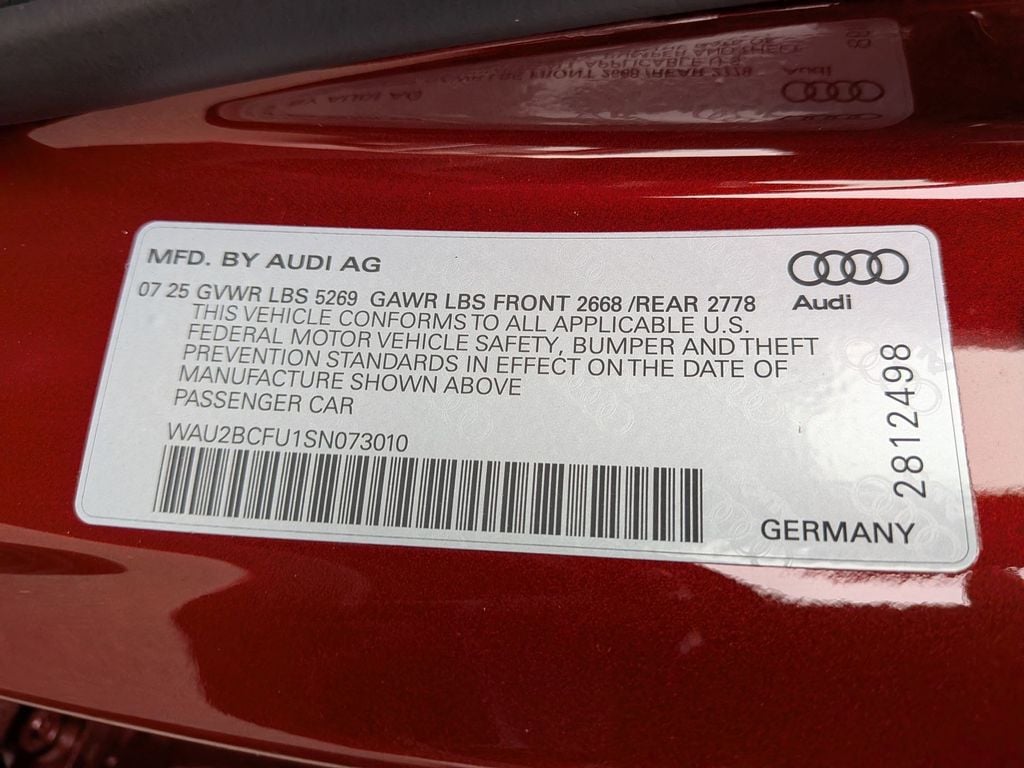 MFD. BY AUDI AG
Audi
07 25 GVWR LBS 5269 GAWR LBS FRONT 2668 /REAR 2778
THIS VEHICLE CONFORMS TO ALL APPLICABLE U.S.
FEDERAL MOTOR VEHICLE SAFETY, BUMPER AND THEFT
PREVENTION STANDARDS IN EFFECT ON THE DATE OF
MANUFACTURE SHOWN ABOVE
PASSENGER CAR
WAU2BCFU1SN073010
2812498
GERMANY